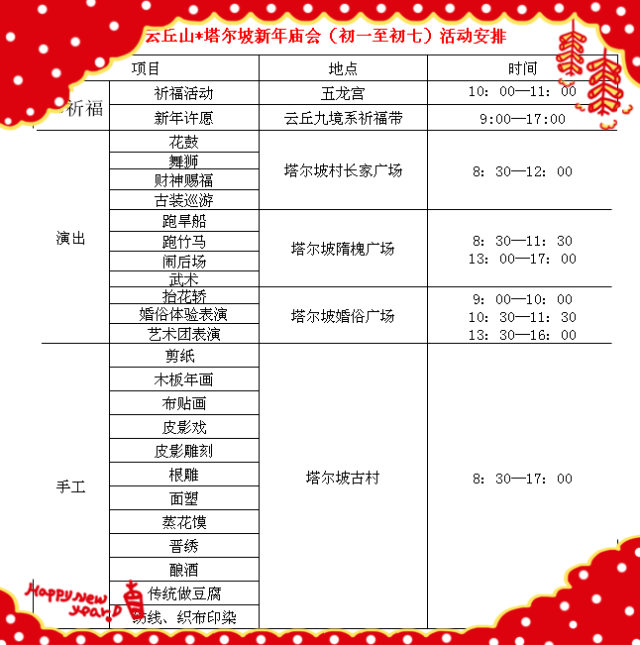 云丘山*塔尔坡新年庙会（初一至初七）活动安排
项目 地点 时间
祈福 祈福活动 五龙宫 10：00—11：00
新年许愿 云丘九境系祈福带 9:00—17:00
演出 花鼓 塔尔坡村长家广场 8：30—12：00
舞狮
财神赐福
古装巡游
跑旱船 塔尔坡隋槐广场 8：30—11：30
跑竹马 13：00—17：00
闹后场
武术
抬花轿 塔尔坡婚俗广场 9：00—10：00
婚俗体验表演 10：30—11：30
艺术团表演 13：30—16：00
手工 剪纸 塔尔坡古村 8：30—17：00
木板年画
布贴画
皮影戏
皮影雕刻
根雕
面塑
蒸花馍
晋绣
酿酒
传统做豆腐
纺线、织布印染
Happy new
year!